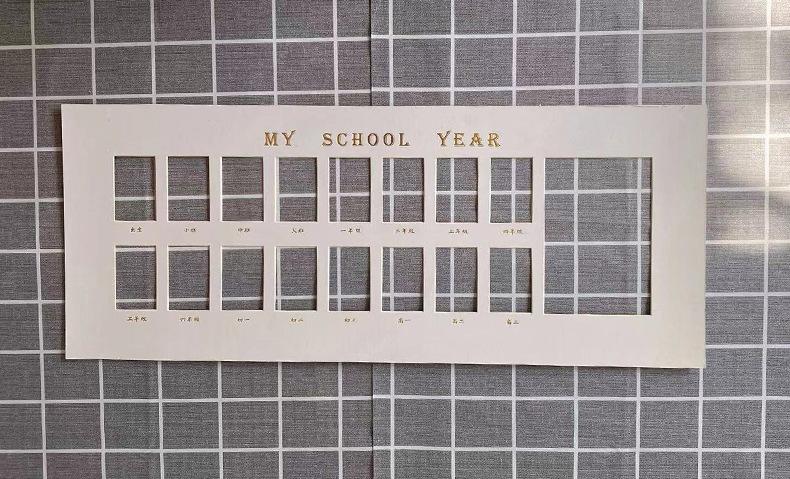 MY SCHOOL YEAR
出生 小班 中班 大班 一年级 二年级 三年级 四年级
五年级 六年级 初一 初二 初三 高一 高二 高三